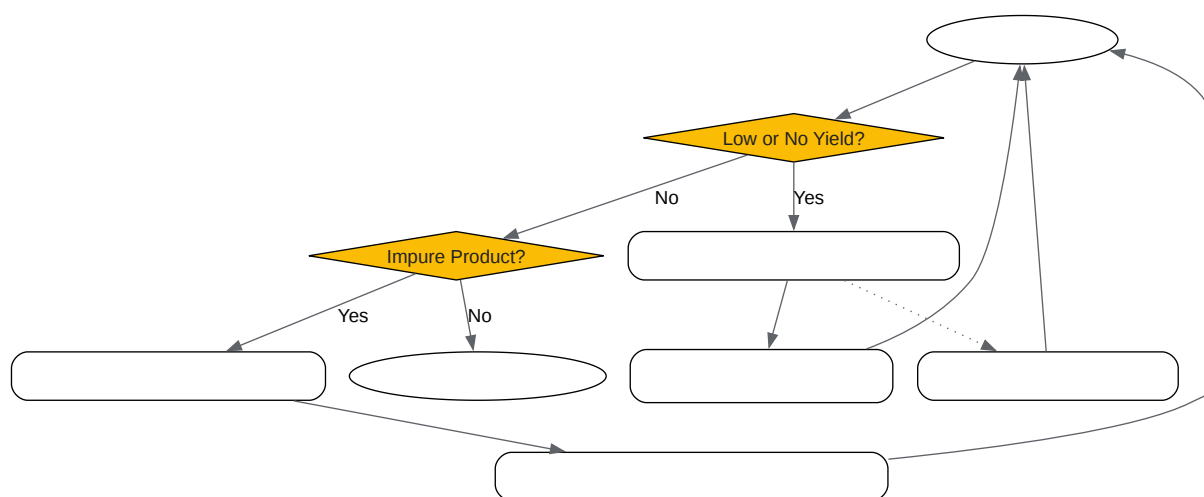 Low or No Yield?
No
Yes
Impure Product?
Yes
No